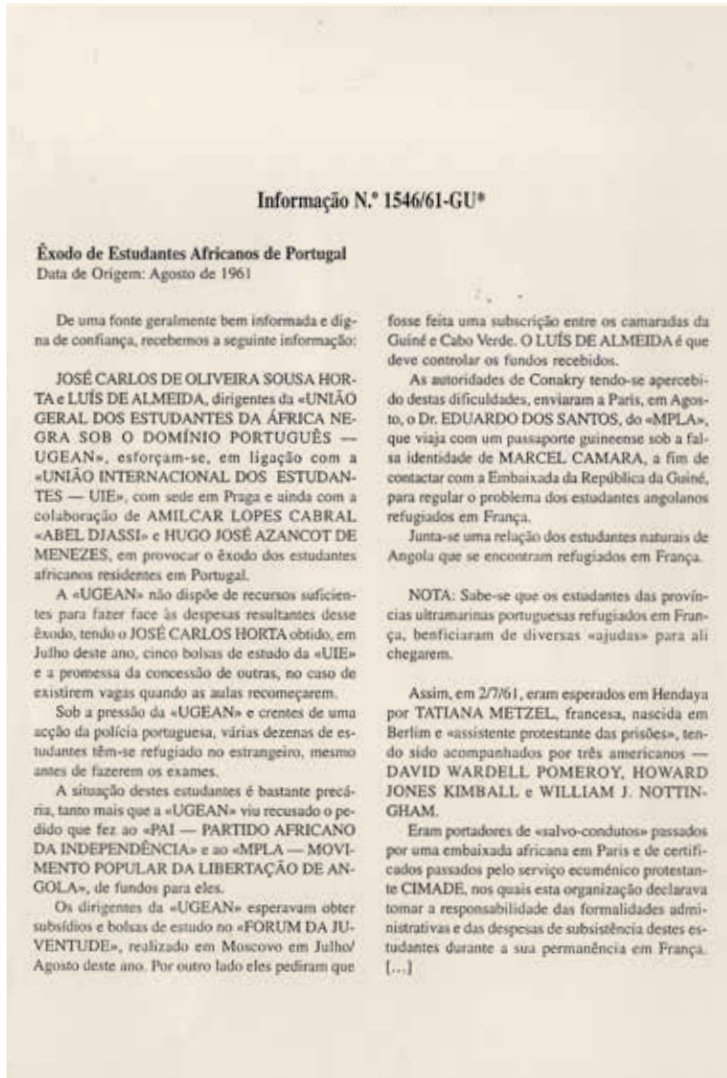 Informação N.º 1546/61-GU*
Êxodo de Estudantes Africanos de Portugal
Data de Origem: Agosto de 1961
De uma fonte geralmente bem informada e dig-
na de confiança, recebemos a seguinte informação:
JOSÉ CARLOS DE OLIVEIRA SOUSA HOR-
TA e LUÍS DE ALMEIDA, dirigentes da «UNIÃO
GERAL DOS ESTUDANTES DA ÁFRICA NE-
GRA SOB O DOMÍNIO PORTUGUÊS —
UGEAN», esforçam-se, em ligação com a
«UNIÃO INTERNACIONAL DOS ESTUDAN-
TES — UIE», com sede em Praga e ainda com a
colaboração de AMILCAR LOPES CABRAL
«ABEL DJASSI» e HUGO JOSÉ AZANCOT DE
MENEZES, em provocar o êxodo dos estudantes
africanos residentes em Portugal.
A «UGEAN» não dispõe de recursos suficien-
tes para fazer face às despesas resultantes desse
êxodo, tendo o JOSÉ CARLOS HORTA obtido, em
Julho deste ano, cinco bolsas de estudo da «UIE»
e a promessa da concessão de outras, no caso de
existirem vagas quando as aulas recomeçarem.
Sob a pressão da «UGEAN» e crentes de uma
acção da polícia portuguesa, várias dezenas de es-
tudantes têm-se refugiado no estrangeiro, mesmo
antes de fazerem os exames.
A situação destes estudantes é bastante precá-
ria, tanto mais que a «UGEAN» viu recusado o pe-
dido que fez ao «PAI — PARTIDO AFRICANO
DA INDEPENDÊNCIA» e ao «MPLA — MOVI-
MENTO POPULAR DA LIBERTAÇÃO DE AN-
GOLA», de fundos para eles.
Os dirigentes da «UGEAN» esperavam obter
subsídios e bolsas de estudo no «FORUM DA JU-
VENTUDE», realizado em Moscovo em Julho/
Agosto deste ano. Por outro lado eles pediram que
fosse feita uma subscrição entre os camaradas da
Guiné e Cabo Verde. O LUÍS DE ALMEIDA é que
deve controlar os fundos recebidos.
As autoridades de Conakry tendo-se apercebi-
do destas dificuldades, enviaram a Paris, em Agos-
to, o Dr. EDUARDO DOS SANTOS, do «MPLA»,
que viaja com um passaporte guineense sob a fal-
sa identidade de MARCEL CAMARA, a fim de
contactar com a Embaixada da República da Guiné,
para regular o problema dos estudantes angolanos
refugiados em França.
Junta-se uma relação dos estudantes naturais de
Angola que se encontram refugiados em França.
NOTA: Sabe-se que os estudantes das provín-
cias ultramarinas portuguesas refugiados em Fran-
ça, benficiaram de diversas «ajudas» para ali
chegarem.
Assim, em 2/7/61, eram esperados em Hendaya
por TATIANA METZEL, francesa, nascida em
Berlim e «assistente protestante das prisões», ten-
do sido acompanhados por três americanos —
DAVID WARDELL POMEROY, HOWARD
JONES KIMBALL e WILLIAM J. NOTTIN-
GHAM.
Eram portadores de «salvo-condutos» passados
por uma embaixada africana em Paris e de certifi-
cados passados pelo serviço ecuménico protestan-
te CIMADE, nos quais esta organização declarava
tomar a responsabilidade das formalidades admi-
nistrativas e das despesas de subsistência destes es-
tudantes durante a sua permanência em França.
[...]